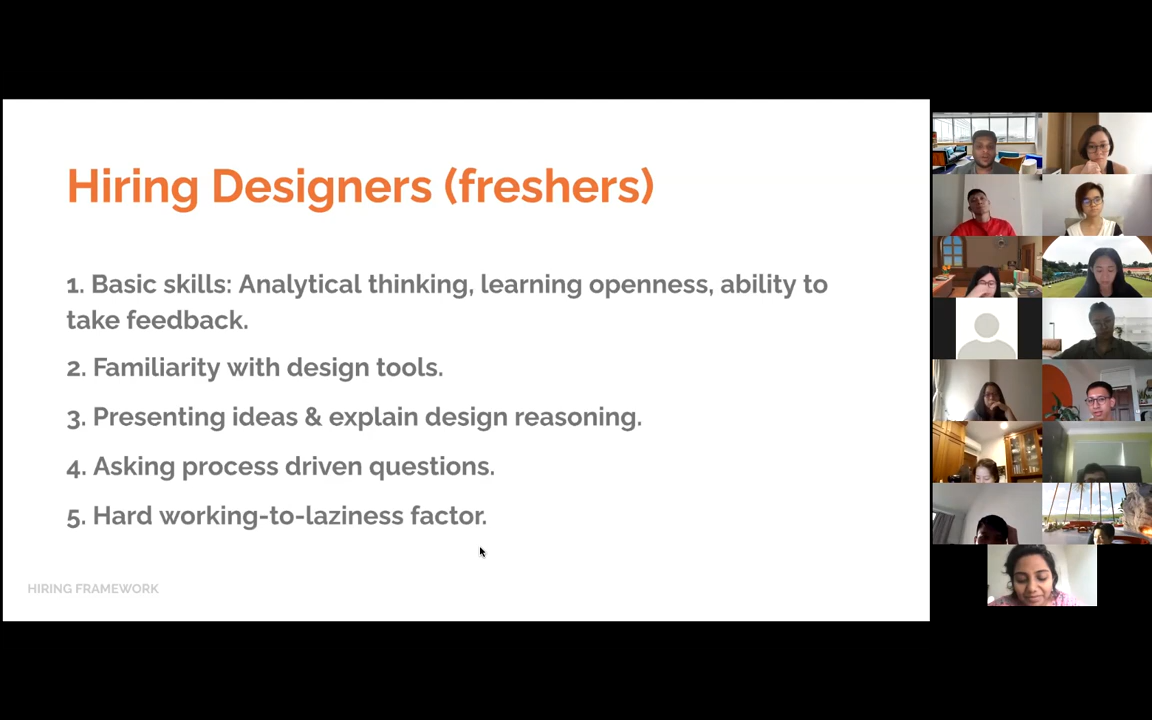 Hiring Designers (freshers)
1. Basic skills: Analytical thinking, learning openness, ability to
take feedback.
2. Familiarity with design tools.
3. Presenting ideas & explain design reasoning.
4. Asking process driven questions.
5. Hard working-to-laziness factor.
HIRING FRAMEWORK